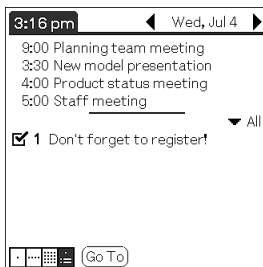 3:16 pm Wed, Jul 4
9:00 Planning team meeting
3:30 New model presentation
4:00 Product status meeting
5:00 Staff meeting
All
1 Don't forget to register!
Go To